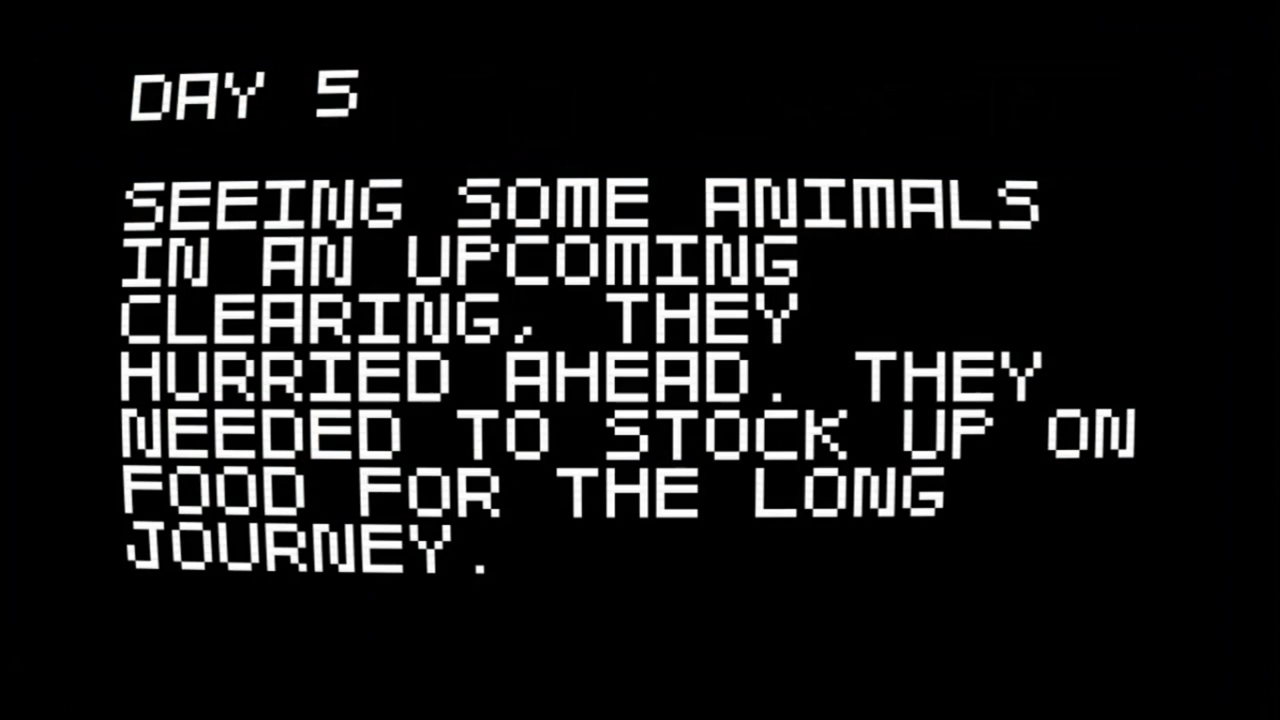 DAY 5
SEEING SOME ANIMALS
IN AN UPCOMING
CLEARING, THEY
HURRIED AHEAD. THEY
NEEDED TO STOCK UP ON
FOOD FOR THE LONG
JOURNEY.